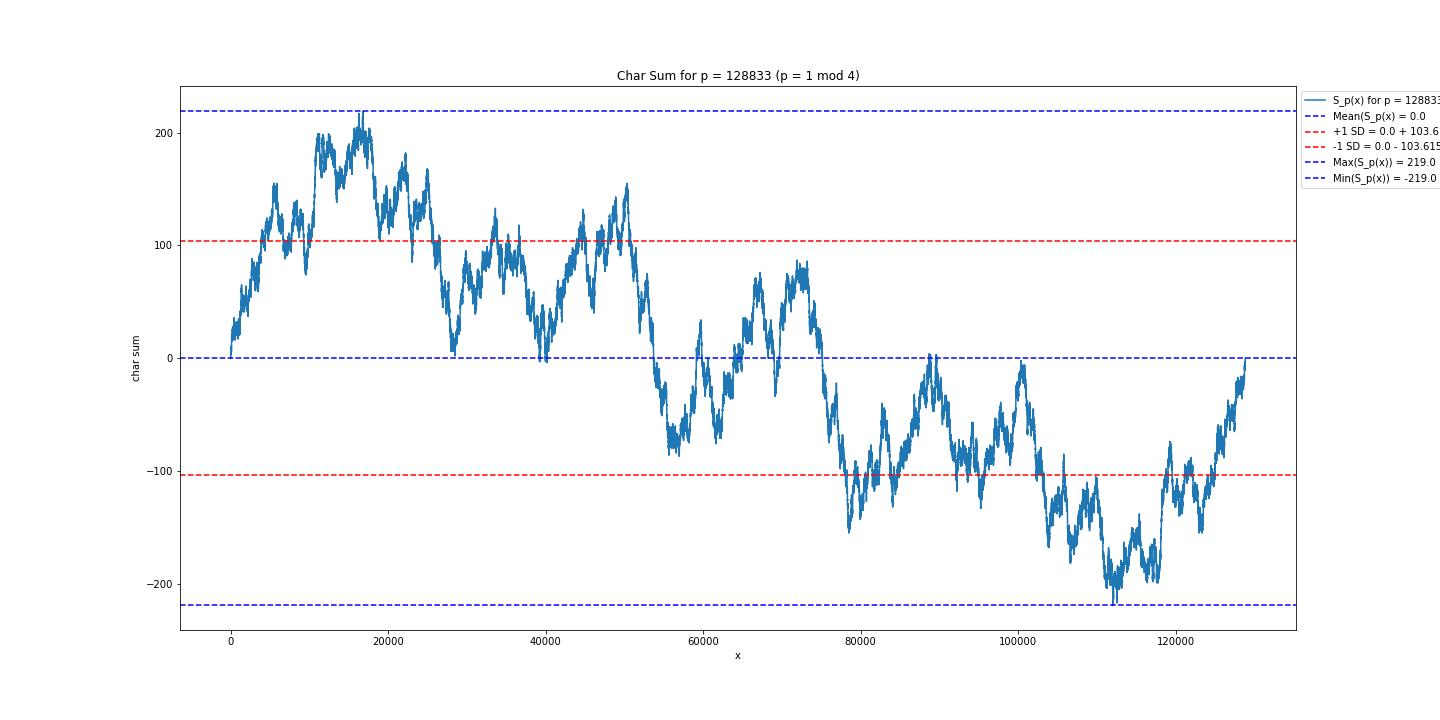 Char Sum for p = 128833 (p = 1 mod 4)
S_p(x) for p = 128833
Mean(S_p(x) = 0.0
+1 SD = 0.0 + 103.6
-1 SD = 0.0 - 103.615
Max(S_p(x)) = 219.0
Min(S_p(x)) = -219.0
char sum
200
100
0
−100
−200
0
20000
40000
60000
80000
100000
120000
x